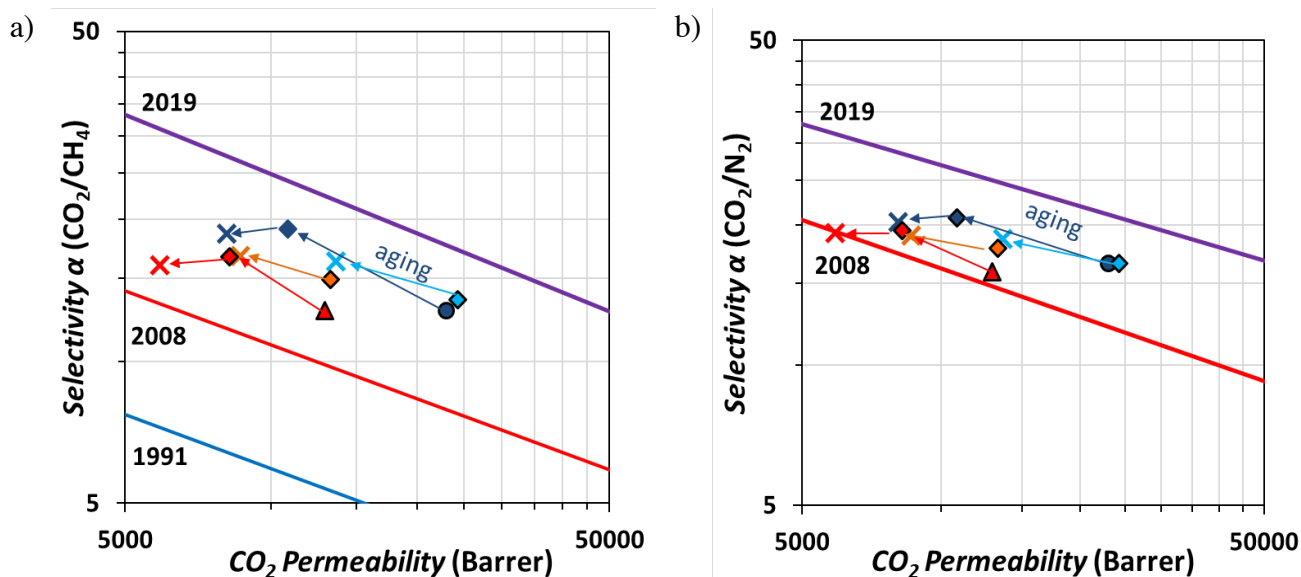 a)
50
2019
Selectivity α (CO₂/CH₄)
aging
2008
1991
5
5000
50000
CO₂ Permeability (Barrer)
b)
50
2019
Selectivity α (CO₂/N₂)
aging
2008
5
5000
50000
CO₂ Permeability (Barrer)